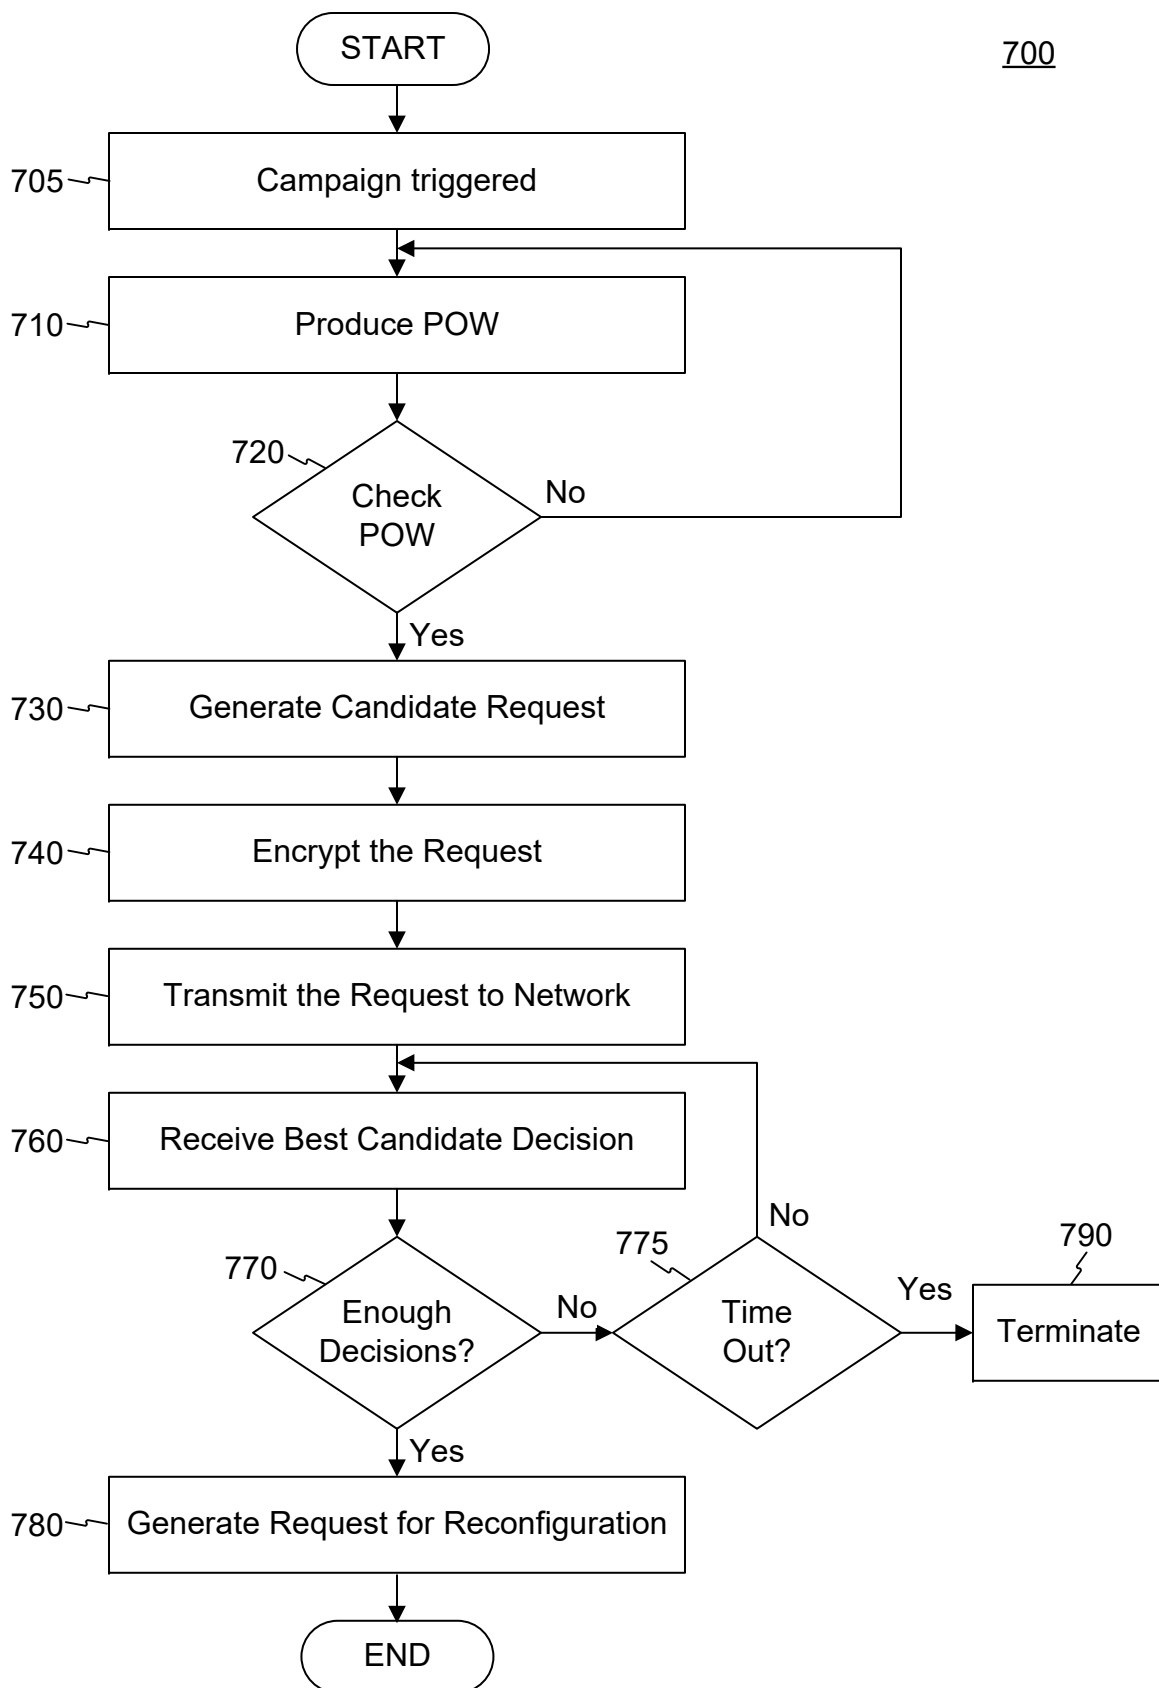 START
700
705
Campaign triggered
710
Produce POW
720
Check
POW
No
Yes
730
Generate Candidate Request
740
Encrypt the Request
750
Transmit the Request to Network
760
Receive Best Candidate Decision
No
770
775
790
Enough
Decisions?
No
Time
Out?
Yes
Terminate
Yes
780
Generate Request for Reconfiguration
END